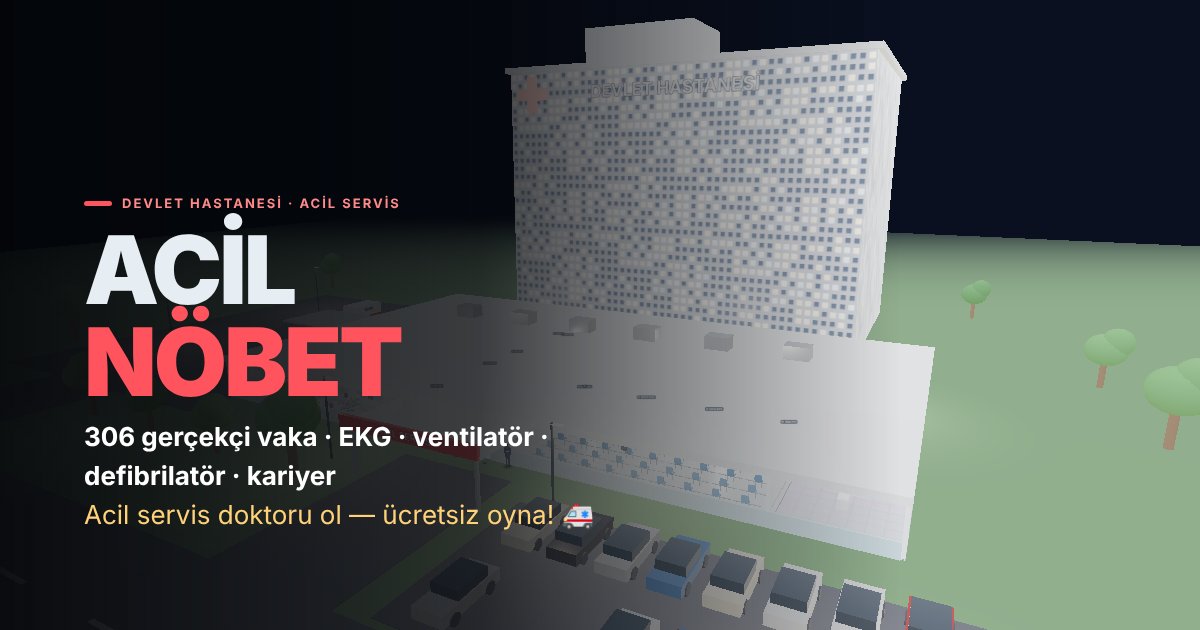 DEVLET HASTANESİ
DEVLET HASTANESİ · ACİL SERVİS
ACİL
NÖBET
306 gerçekçi vaka · EKG · ventilatör ·
defibrilatör · kariyer
Acil servis doktoru ol — ücretsiz oyna! 🚑